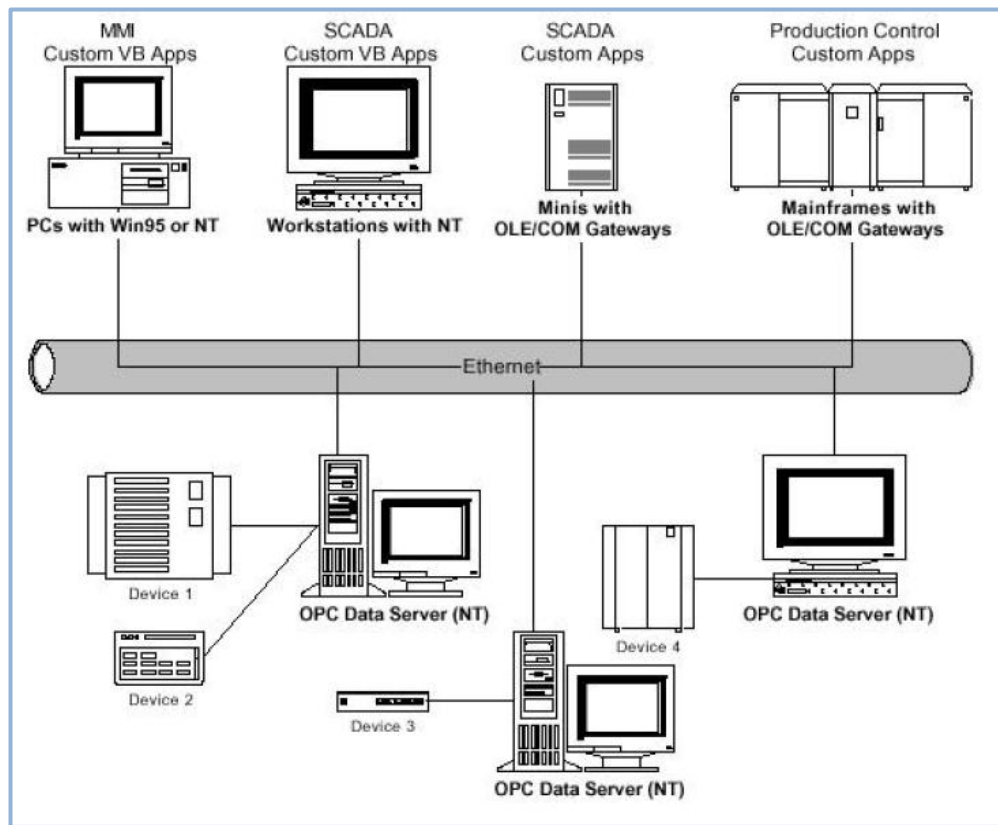 MMI
Custom VB Apps
SCADA
Custom VB Apps
SCADA
Custom Apps
Production Control
Custom Apps
PCs with Win95 or NT
Workstations with NT
Minis with
OLE/COM Gateways
Mainframes with
OLE/COM Gateways
Ethernet
Device 1
OPC Data Server (NT)
Device 2
Device 3
OPC Data Server (NT)
Device 4
OPC Data Server (NT)